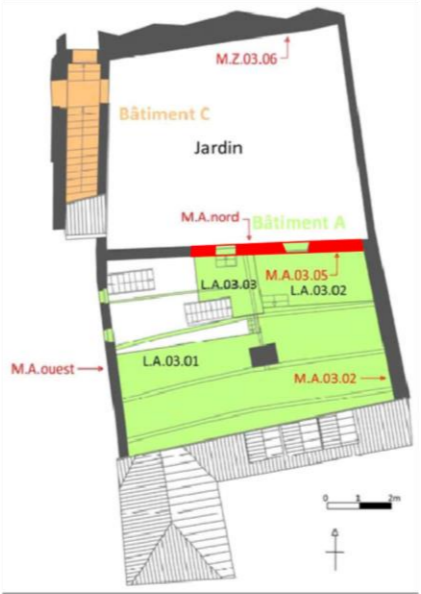 M.Z.03.06
Bâtiment C
Jardin
M.A.nord
Bâtiment A
M.A.03.05
L.A.03.03
L.A.03.02
L.A.03.01
M.A.ouest
M.A.03.02
0 1 2m